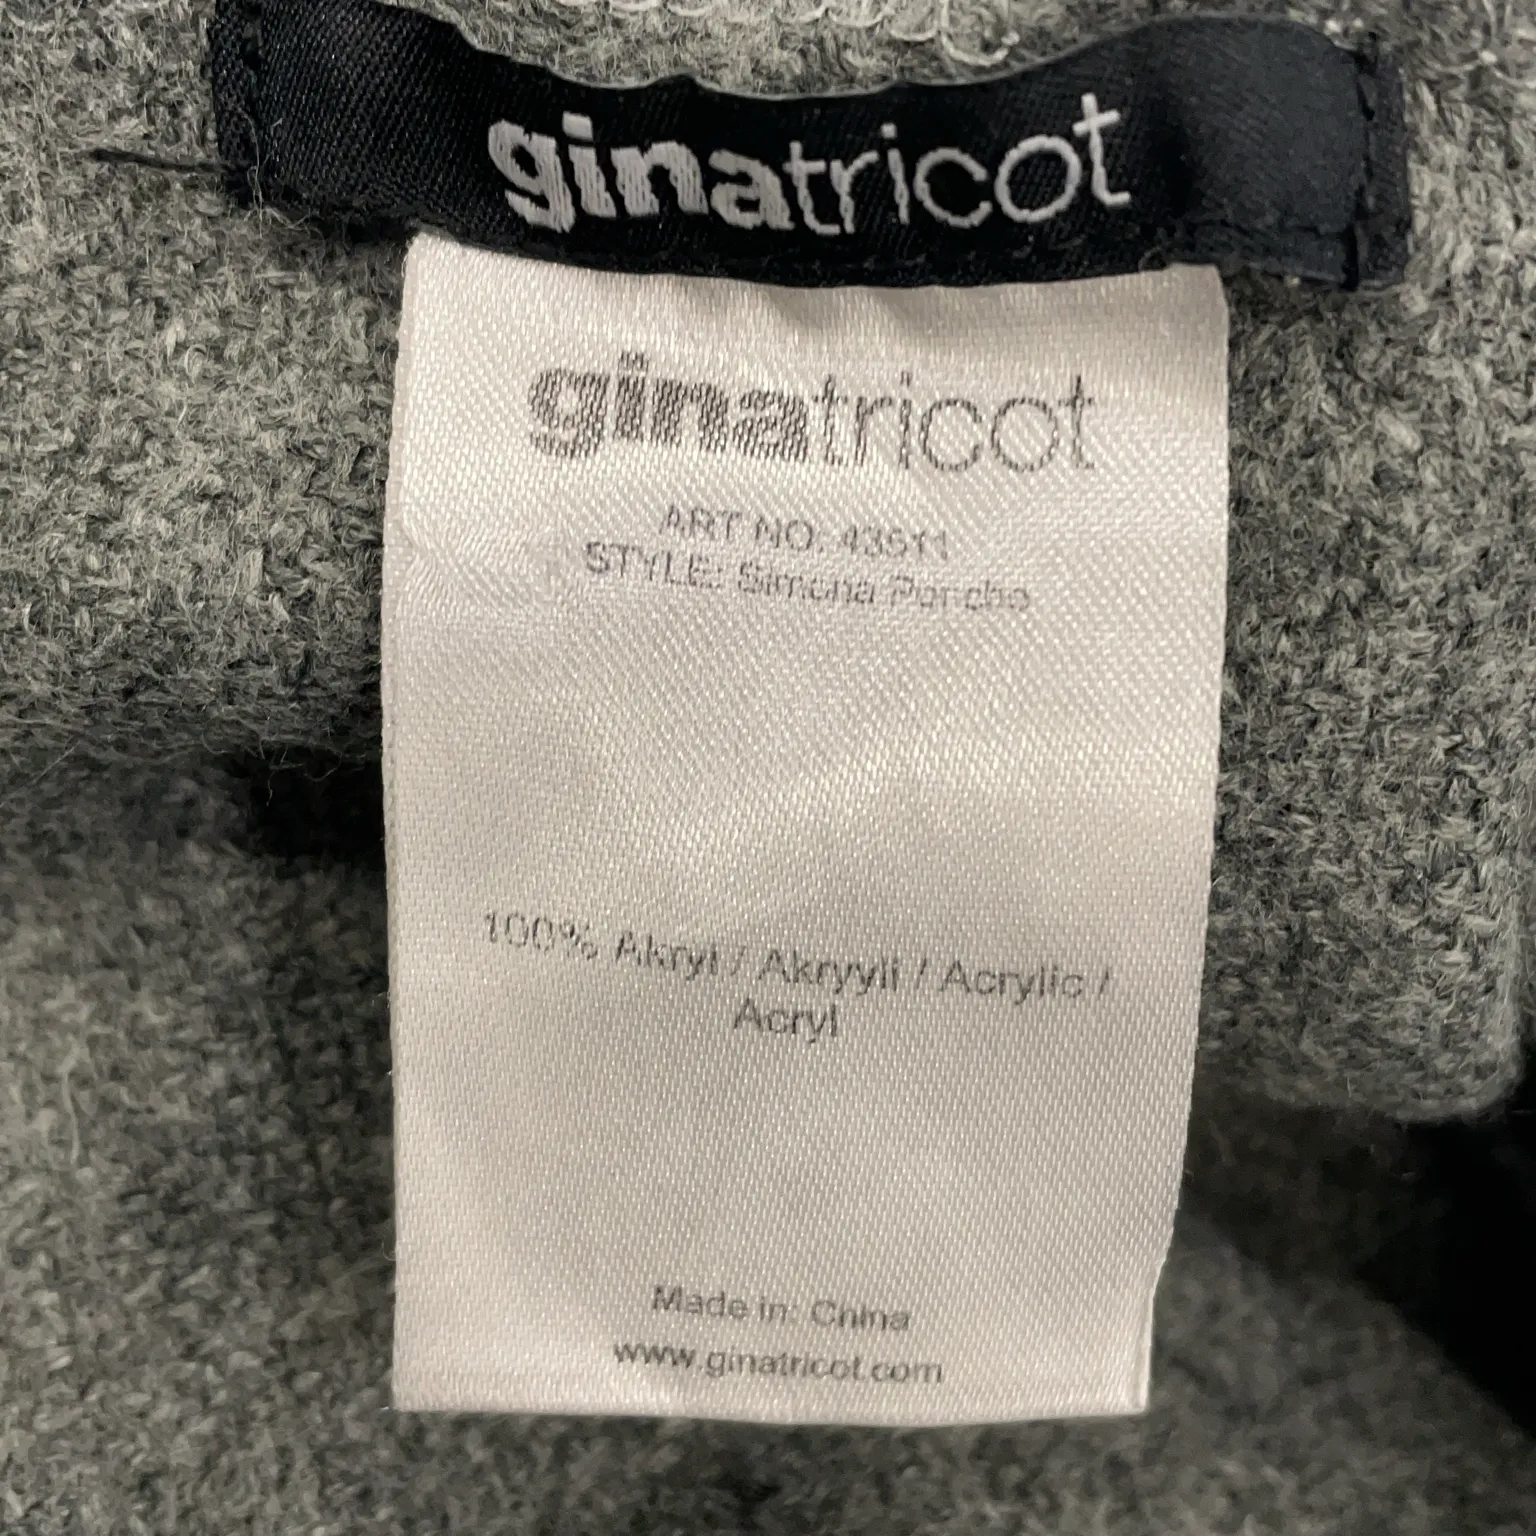 ginatricot
ginatricot
ART NO: 43511
STYLE: Simona Poncho
100% Akryl / Akryyli / Acrylic /
Acryl
Made in: China
www.ginatricot.com